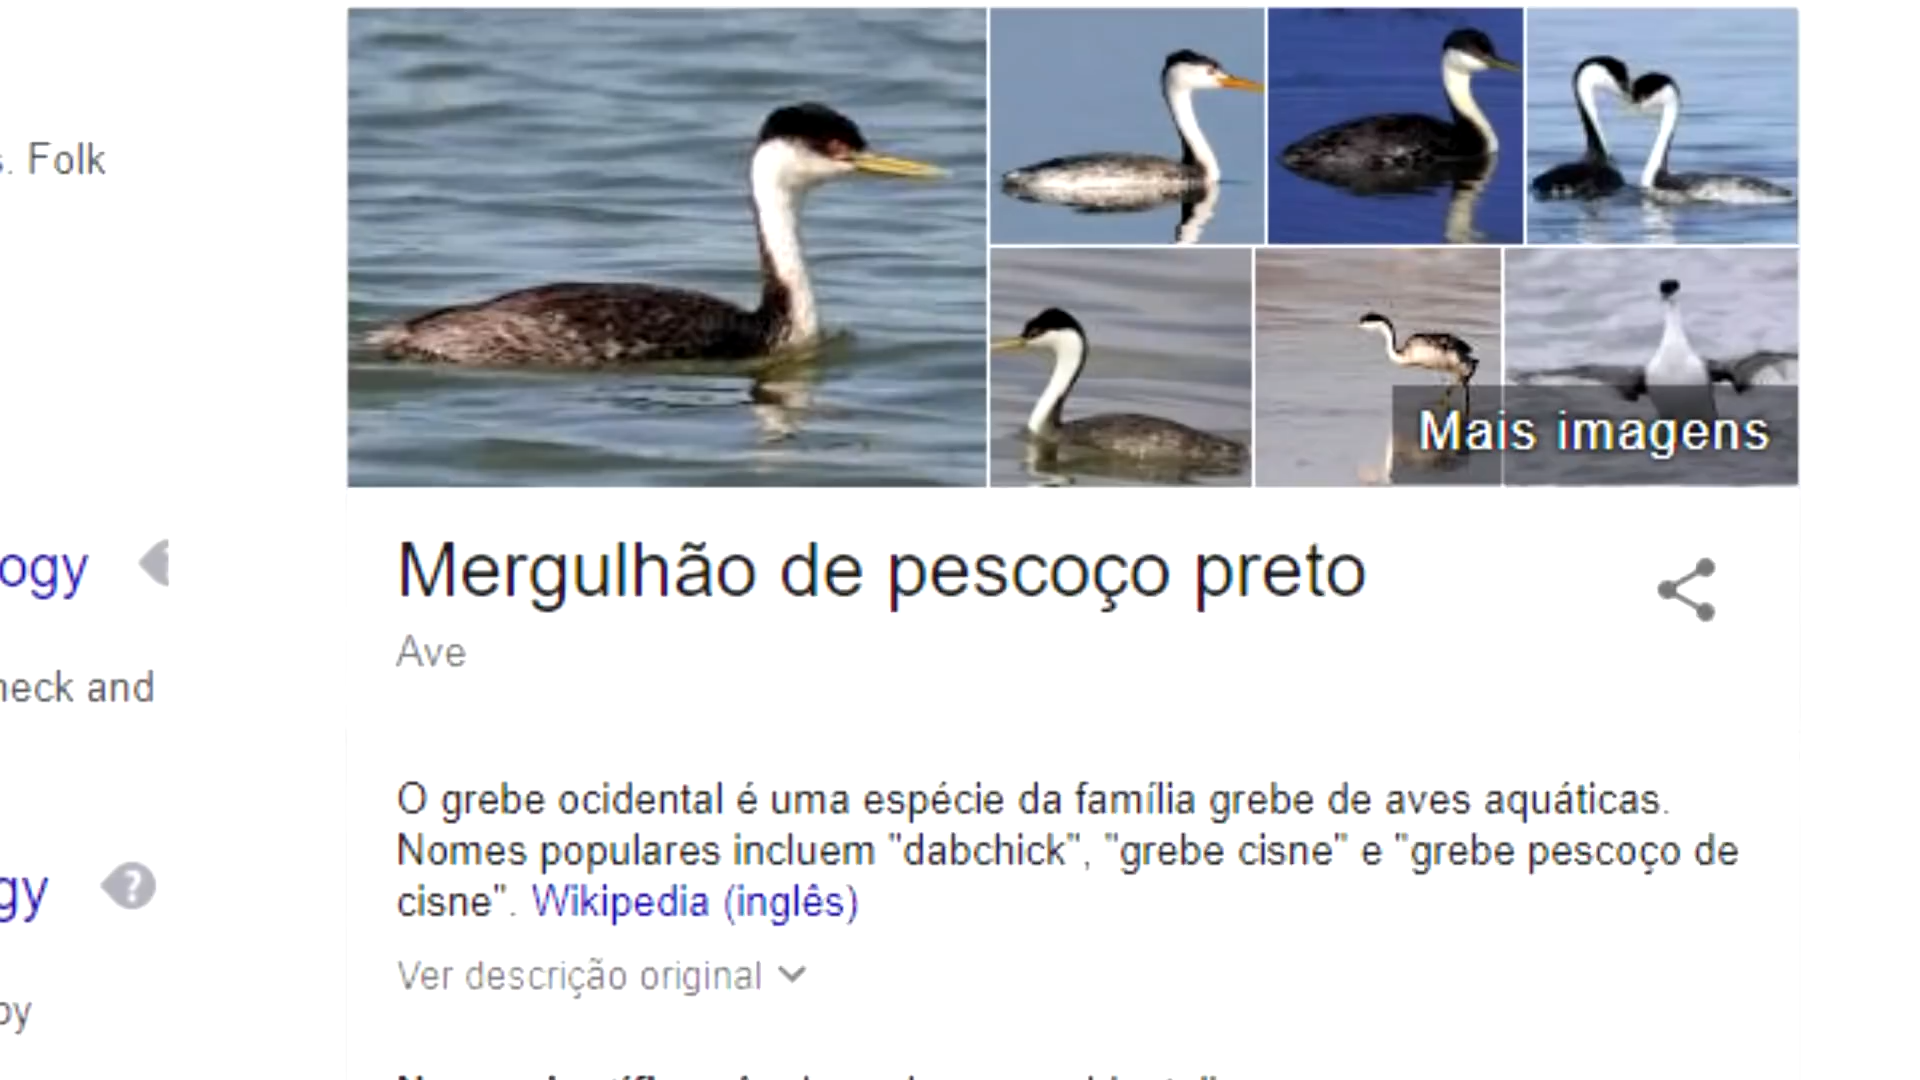 . Folk
ogy
neck and
gy
?
by
Mais imagens
Mergulhão de pescoço preto
Ave
O grebe ocidental é uma espécie da família grebe de aves aquáticas.
Nomes populares incluem "dabchick", "grebe cisne" e "grebe pescoço de
cisne". Wikipedia (inglês)
Ver descrição original